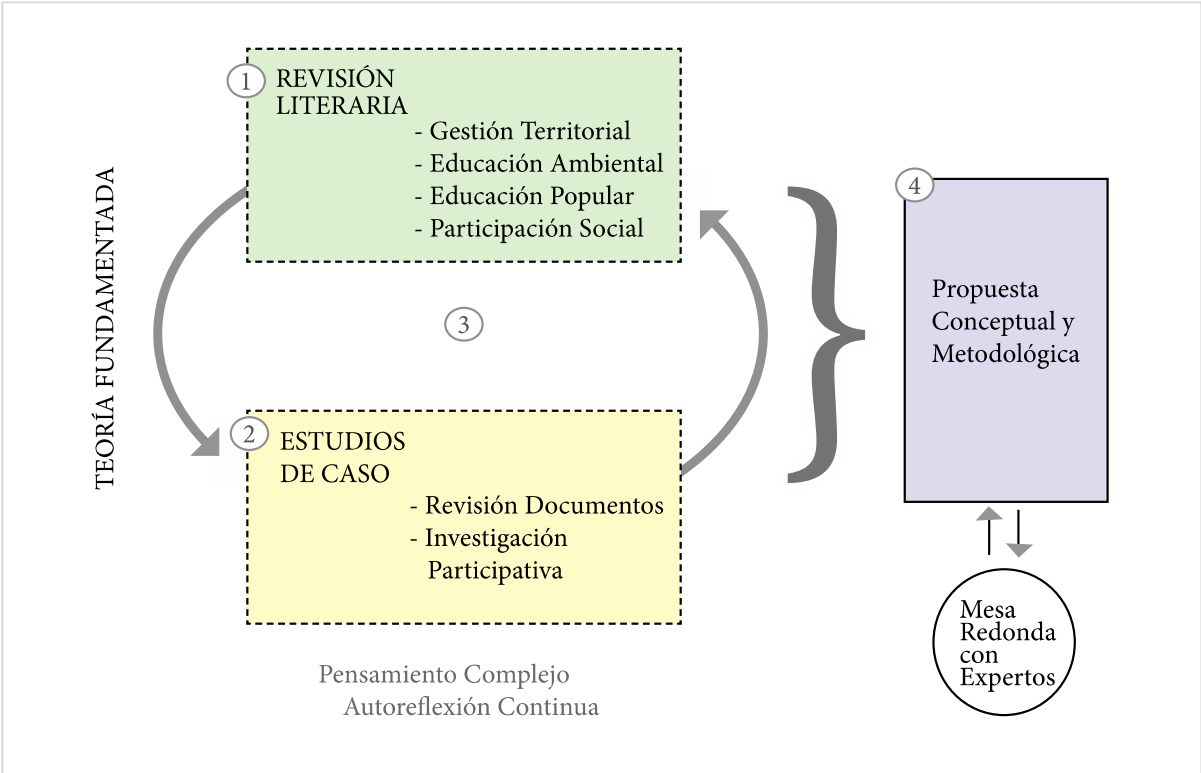 TEORÍA FUNDAMENTADA
1
REVISIÓN
LITERARIA
- Gestión Territorial
- Educación Ambiental
- Educación Popular
- Participación Social
3
2
ESTUDIOS
DE CASO
- Revisión Documentos
- Investigación
Participativa
Pensamiento Complejo
Autoreflexión Continua
}
4
Propuesta
Conceptual y
Metodológica
Mesa
Redonda
con
Expertos